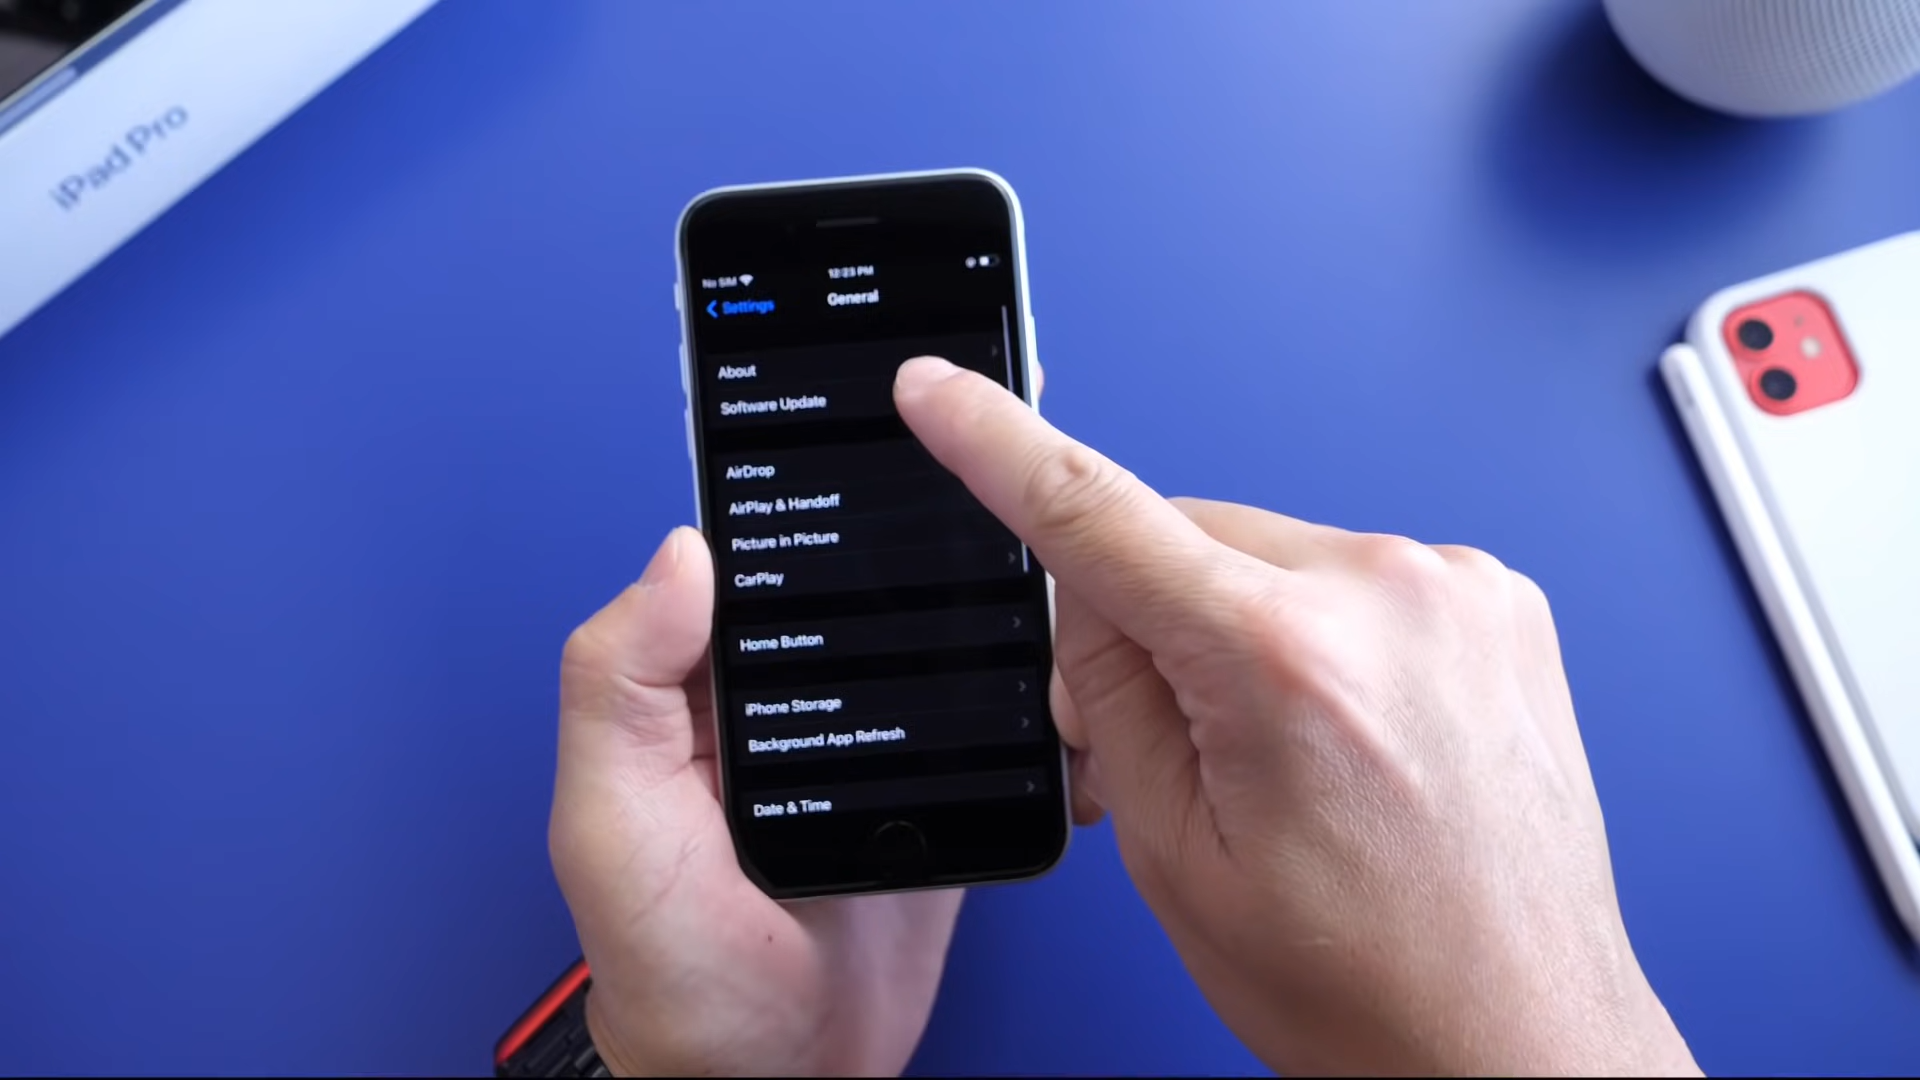 iPad Pro
No SIM
12:23 PM
Settings
General
About
Software Update
AirDrop
AirPlay & Handoff
Picture in Picture
CarPlay
Home Button
iPhone Storage
Background App Refresh
Date & Time